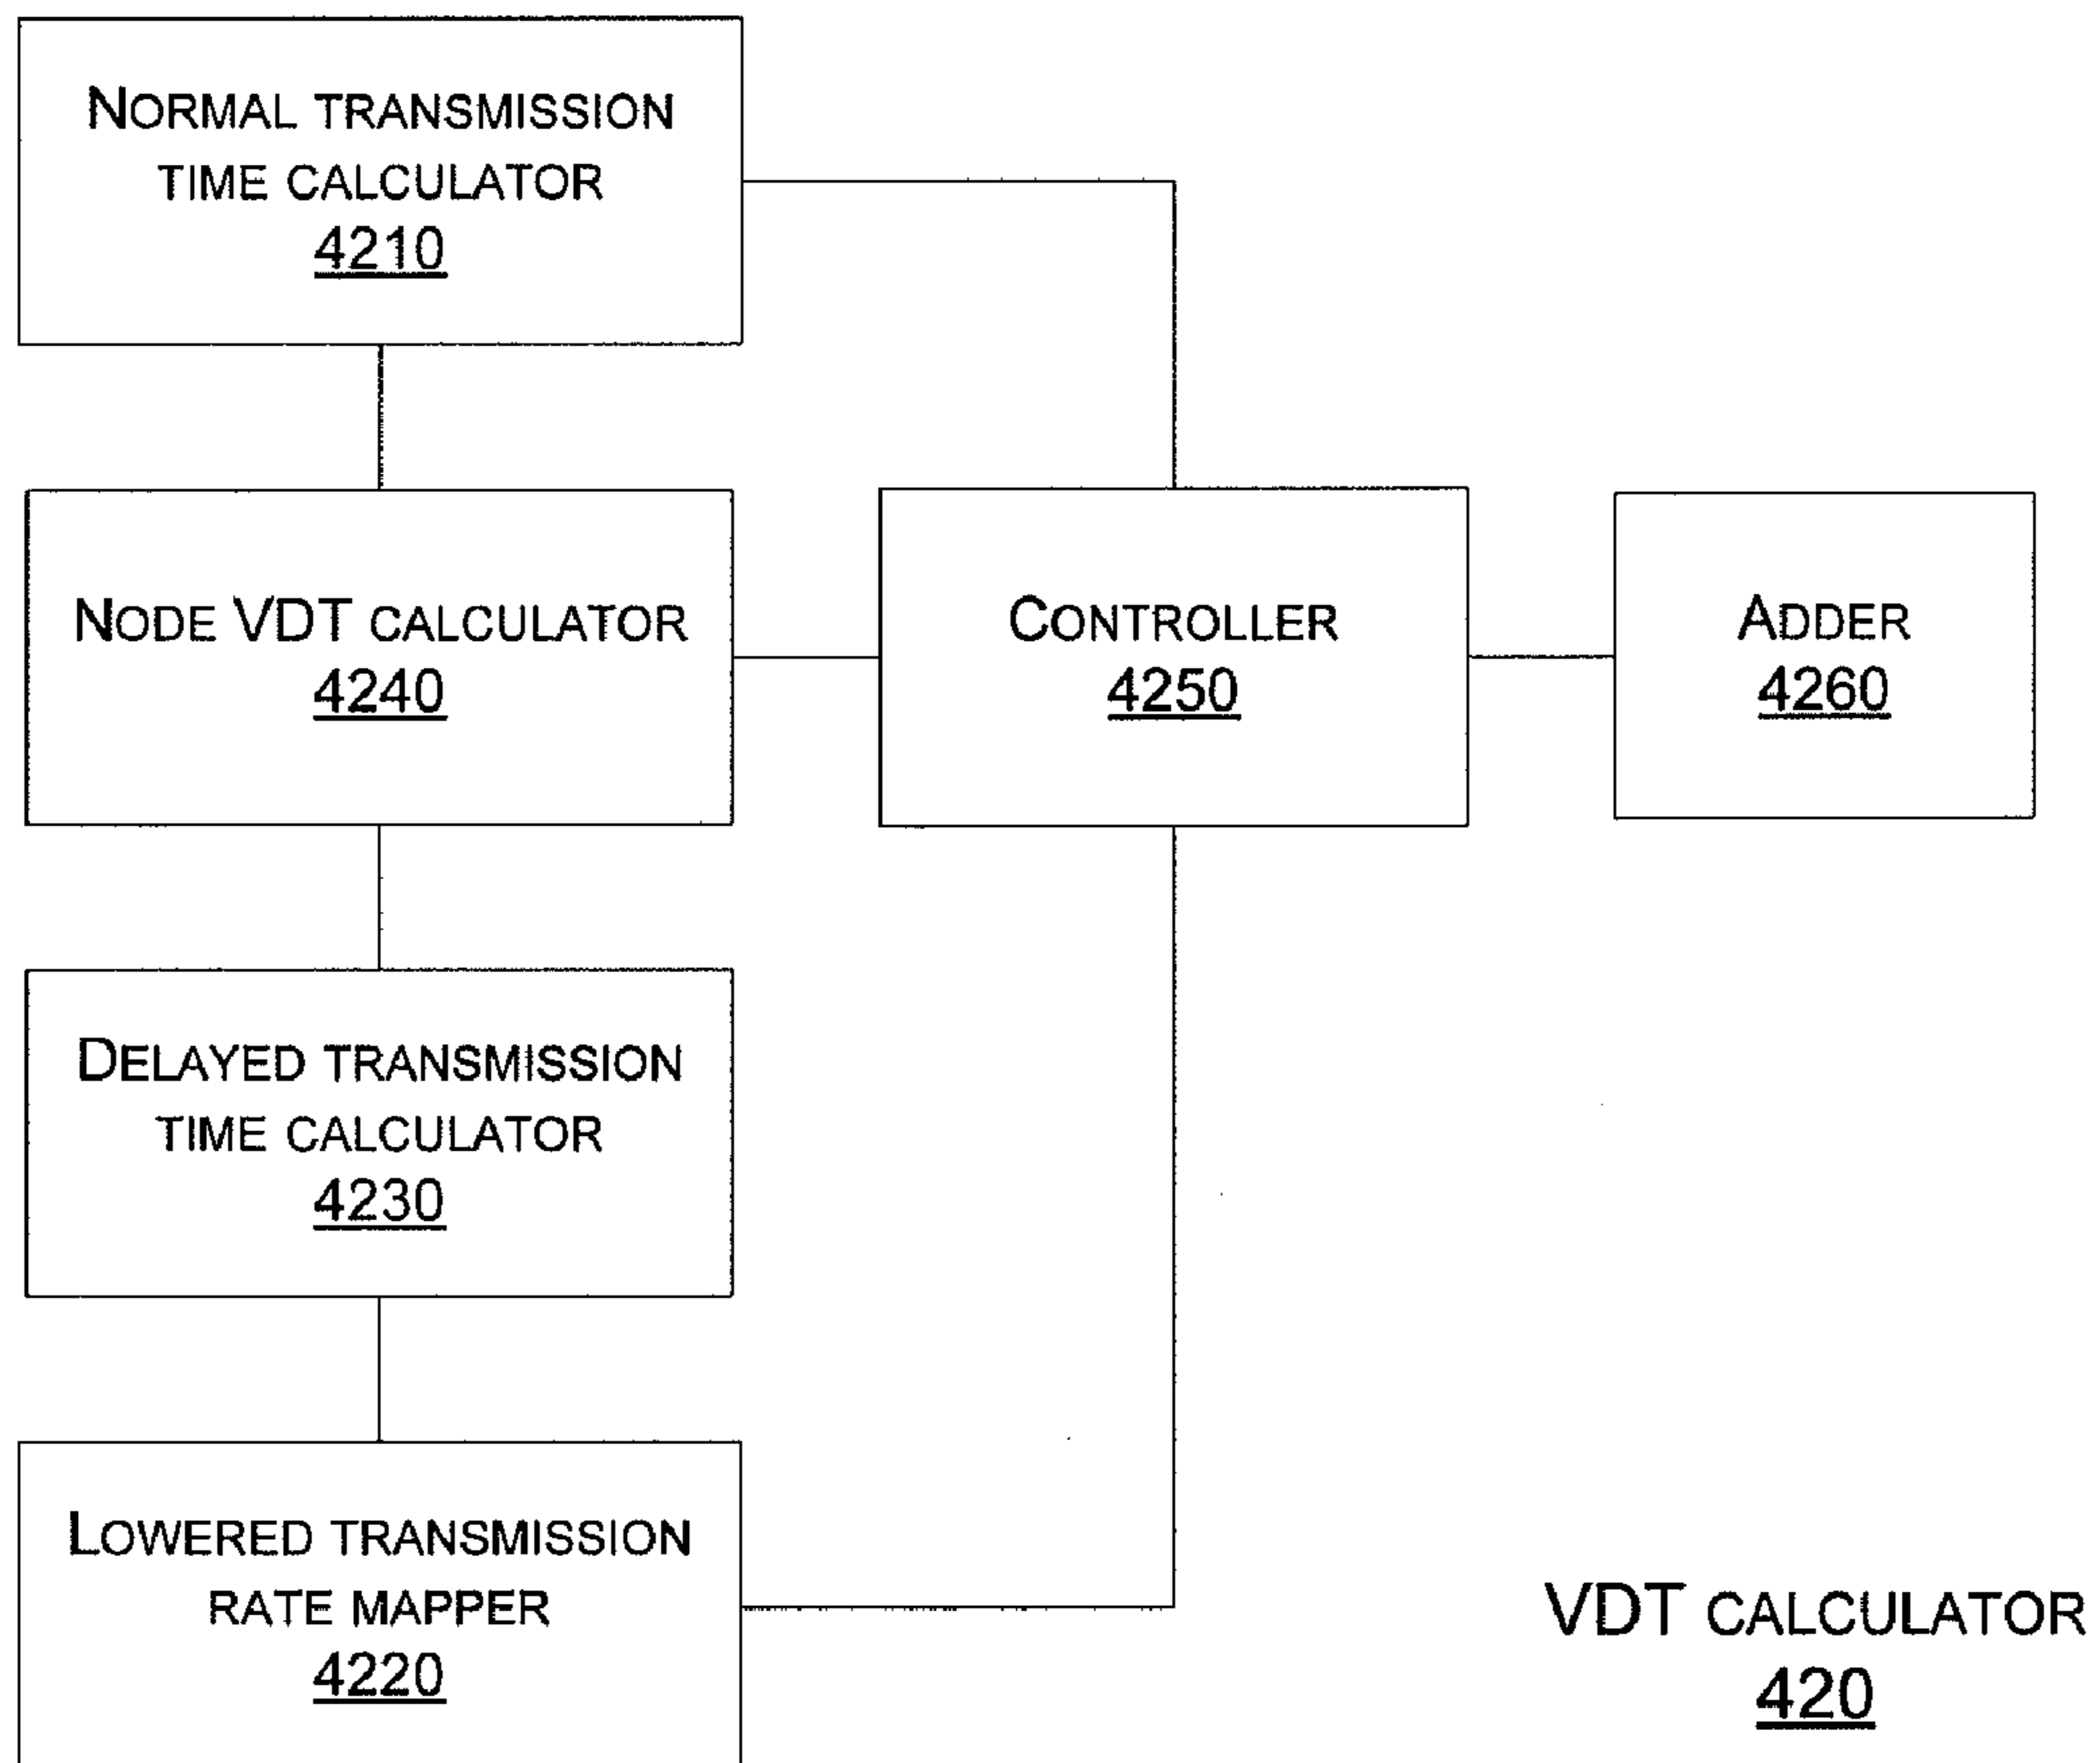 NORMAL TRANSMISSION
TIME CALCULATOR
4210
NODE VDT CALCULATOR
4240
CONTROLLER
4250
ADDER
4260
DELAYED TRANSMISSION
TIME CALCULATOR
4230
LOWERED TRANSMISSION
RATE MAPPER
4220
VDT CALCULATOR
420